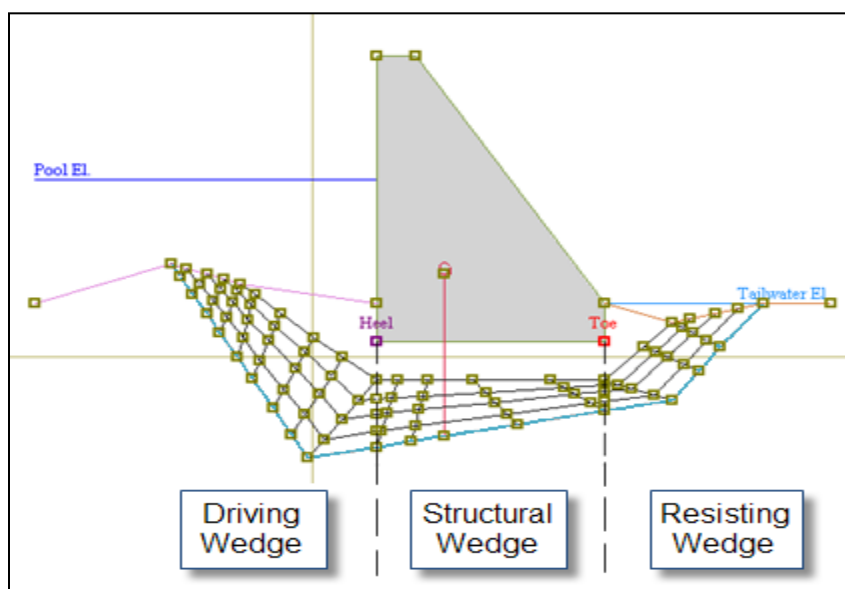 Pool El.
Heel
Toe
Tailwater El
Driving
Wedge
Structural
Wedge
Resisting
Wedge